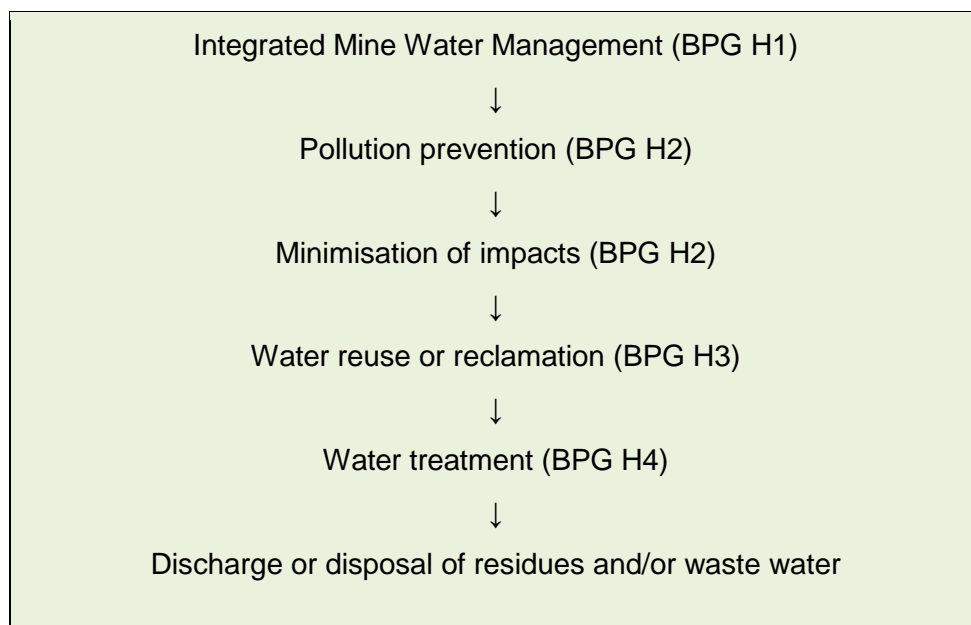 Integrated Mine Water Management (BPG H1)
↓
Pollution prevention (BPG H2)
↓
Minimisation of impacts (BPG H2)
↓
Water reuse or reclamation (BPG H3)
↓
Water treatment (BPG H4)
↓
Discharge or disposal of residues and/or waste water